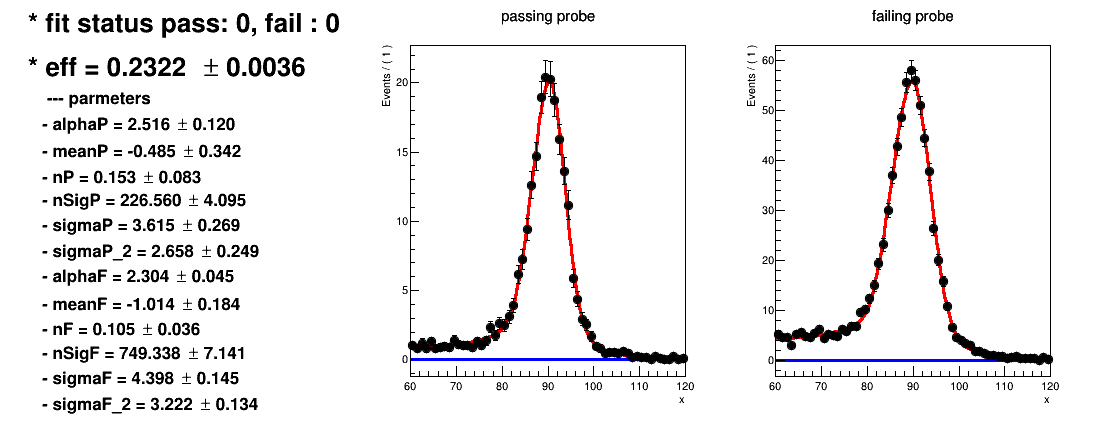 * fit status pass: 0, fail : 0
* eff = 0.2322 ± 0.0036
--- parmeters
- alphaP = 2.516 ± 0.120
- meanP = -0.485 ± 0.342
- nP = 0.153 ± 0.083
- nSigP = 226.560 ± 4.095
- sigmaP = 3.615 ± 0.269
- sigmaP_2 = 2.658 ± 0.249
- alphaF = 2.304 ± 0.045
- meanF = -1.014 ± 0.184
- nF = 0.105 ± 0.036
- nSigF = 749.338 ± 7.141
- sigmaF = 4.398 ± 0.145
- sigmaF_2 = 3.222 ± 0.134
passing probe
Events / ( 1 )
20
15
10
5
0
60 70 80 90 100 110 120
x
failing probe
Events / ( 1 )
60
50
40
30
20
10
0
60 70 80 90 100 110 120
x